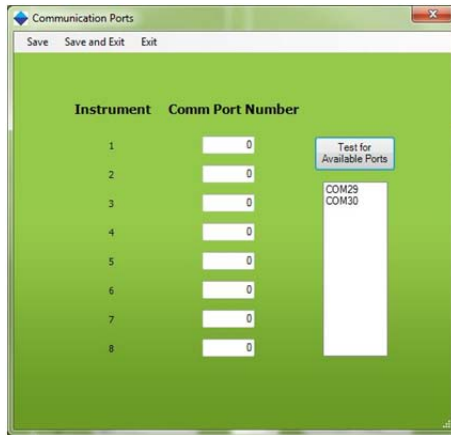 Communication Ports
Save Save and Exit Exit
Instrument Comm Port Number
1 0
Test for
Available Ports
2 0
COM29
3 0
COM30
4 0
5 0
6 0
7 0
8 0